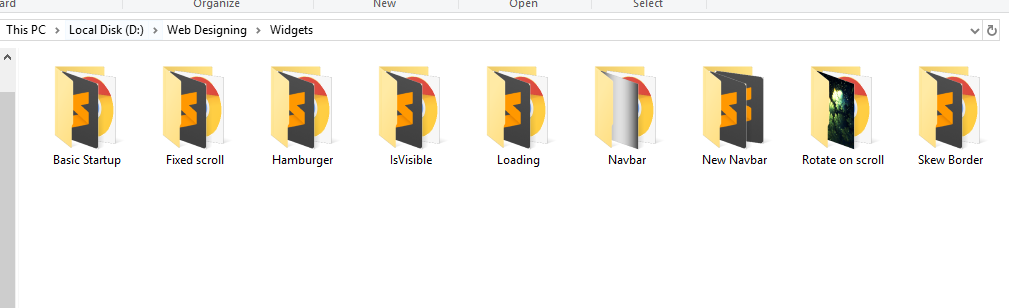 ard Organize New Open Select
This PC > Local Disk (D:) > Web Designing > Widgets
Basic Startup Fixed scroll Hamburger IsVisible Loading Navbar New Navbar Rotate on scroll Skew Border